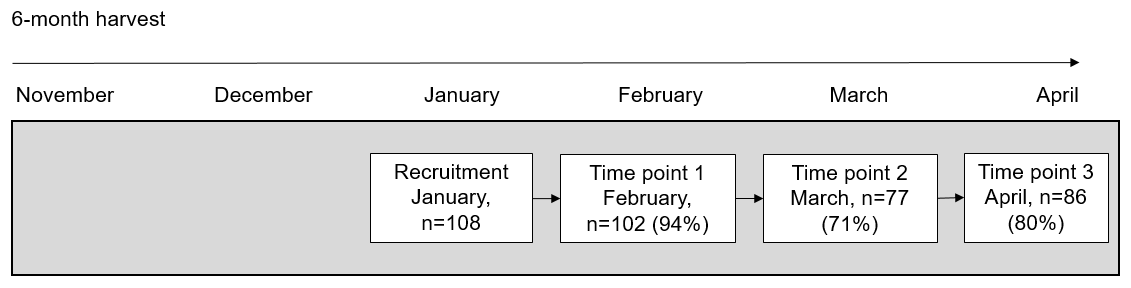 6-month harvest
November December January February March April
Recruitment
January,
n=108
Time point 1
February,
n=102 (94%)
Time point 2
March, n=77
(71%)
Time point 3
April, n=86
(80%)